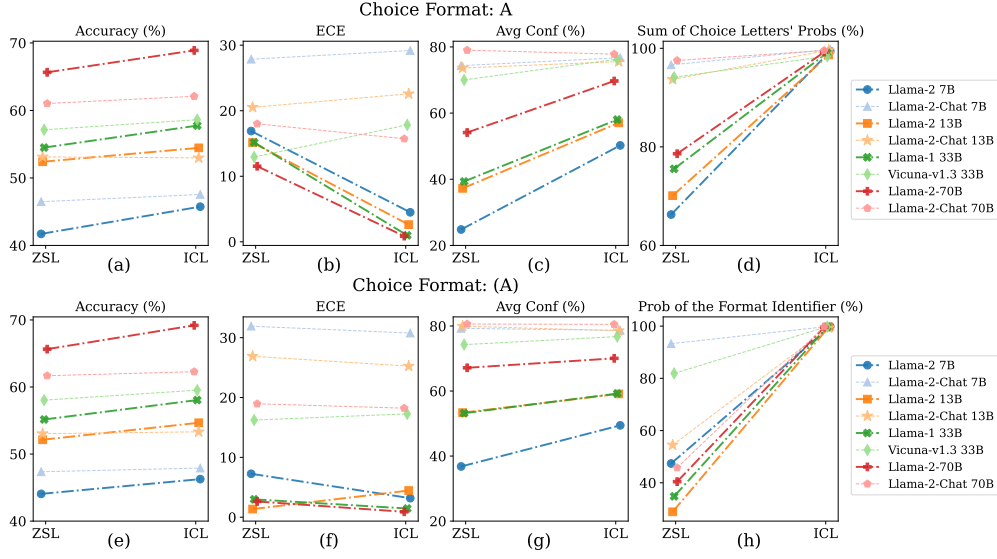 Choice Format: A
Accuracy (%)
ECE
Avg Conf (%)
Sum of Choice Letters' Probs (%)
70
60
50
40
30
20
10
0
80
60
40
20
100
80
60
ZSL ICL
ZSL ICL
ZSL ICL
ZSL ICL
(a)
(b)
(c)
(d)
Llama-2 7B
Llama-2-Chat 7B
Llama-2 13B
Llama-2-Chat 13B
Llama-1 33B
Vicuna-v1.3 33B
Llama-2-70B
Llama-2-Chat 70B
Choice Format: (A)
Accuracy (%)
ECE
Avg Conf (%)
Prob of the Format Identifier (%)
70
60
50
40
30
20
10
0
80
60
40
20
100
80
60
40
ZSL ICL
ZSL ICL
ZSL ICL
ZSL ICL
(e)
(f)
(g)
(h)
Llama-2 7B
Llama-2-Chat 7B
Llama-2 13B
Llama-2-Chat 13B
Llama-1 33B
Vicuna-v1.3 33B
Llama-2-70B
Llama-2-Chat 70B